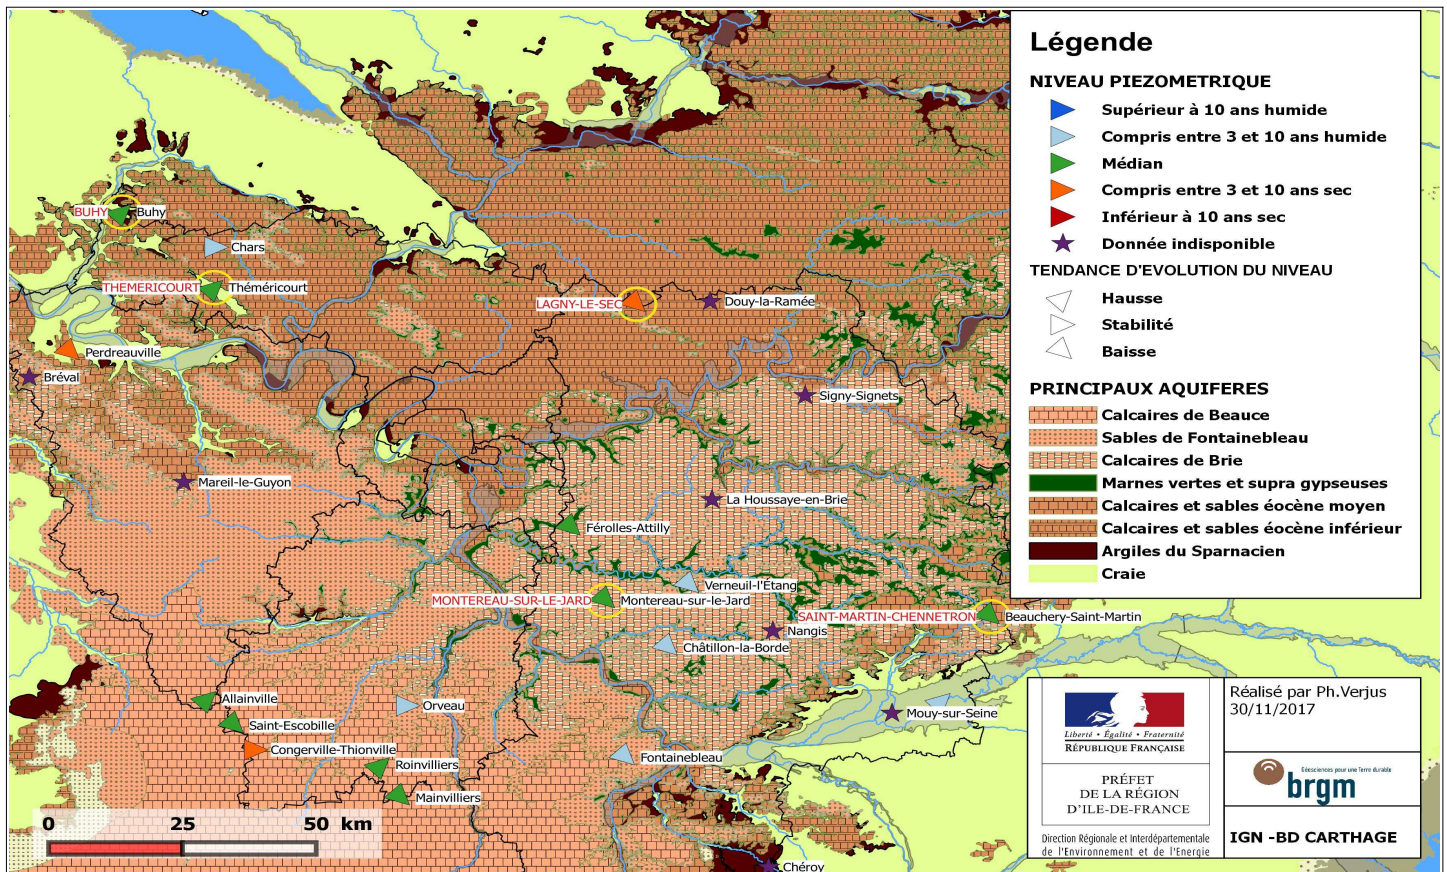 Légende
NIVEAU PIEZOMETRIQUE
Supérieur à 10 ans humide
Compris entre 3 et 10 ans humide
Médian
Compris entre 3 et 10 ans sec
Inférieur à 10 ans sec
Donnée indisponible
TENDANCE D'EVOLUTION DU NIVEAU
Hausse
Stabilité
Baisse
PRINCIPAUX AQUIFERES
Calcaires de Beauce
Sables de Fontainebleau
Calcaires de Brie
Marnes vertes et supra gypseuses
Calcaires et sables éocène moyen
Calcaires et sables éocène inférieur
Argiles du Sparnacien
Craie
BUHY
Buhy
Chars
THEMERICOURT
Théméricourt
LAGNY-LE-SEC
Douy-la-Ramée
Perdreauville
Bréval
Signy-Signets
Mareil-le-Guyon
La Houssaye-en-Brie
Férolles-Attilly
Verneuil-l'Étang
MONTEREAU-SUR-LE-JARD
Montereau-sur-le-Jard
SAINT-MARTIN-CHENNETRON
Beauchery-Saint-Martin
Nangis
Châtillon-la-Borde
Allainville
Orveau
Mouy-sur-Seine
Saint-Escobille
Congerville-Thionville
Fontainebleau
Roinvilliers
Mainvilliers
Chéroy
0 25 50 km
Liberté • Égalité • Fraternité
RÉPUBLIQUE FRANÇAISE
PRÉFET
DE LA RÉGION
D'ILE-DE-FRANCE
Direction Régionale et Interdépartementale
de l'Environnement et de l'Energie
Réalisé par Ph.Verjus
30/11/2017
Géosciences pour une Terre durable
brgm
IGN -BD CARTHAGE